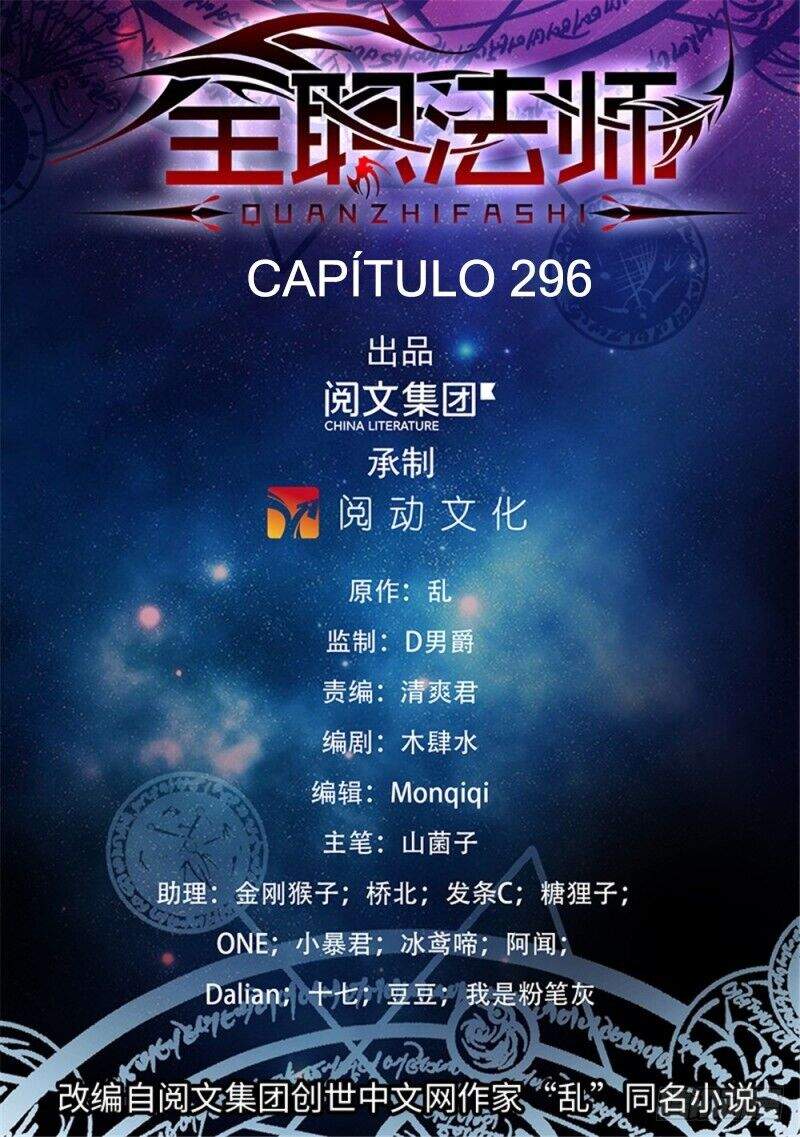 全职法师
QUANZHIFASHI
CAPÍTULO 296
出品
阅文集团
CHINA LITERATURE
承制
阅动文化
原作：乱
监制：D男爵
责编：清爽君
编剧：木肆水
编辑：Monqiqi
主笔：山菌子
助理：金刚猴子；桥北；发条C；糖狸子；
ONE；小暴君；冰鸢啼；阿闻；
Dalian；十七；豆豆；我是粉笔灰
改编自阅文集团创世中文网作家“乱”同名小说